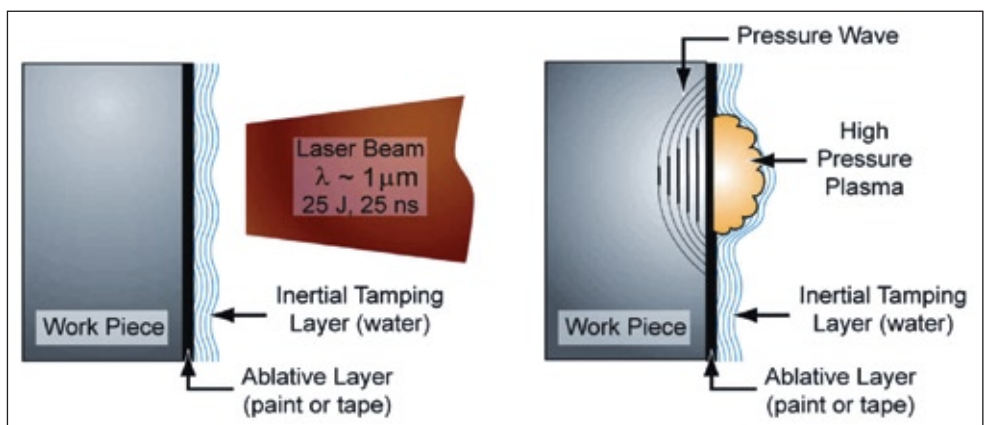 Laser Beam
λ ~ 1μm
25 J, 25 ns
Inertial Tamping
Layer (water)
Work Piece
Ablative Layer
(paint or tape)
Pressure Wave
High
Pressure
Plasma
Inertial Tamping
Layer (water)
Work Piece
Ablative Layer
(paint or tape)